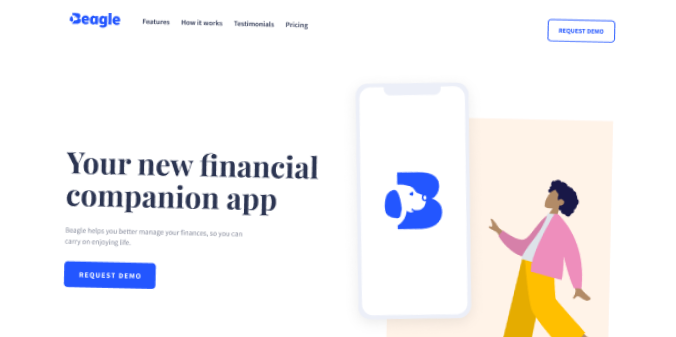 Beagle
Features How it works Testimonials Pricing
REQUEST DEMO
Your new financial
companion app
Beagle helps you better manage your finances, so you can
carry on enjoying life.
REQUEST DEMO
B